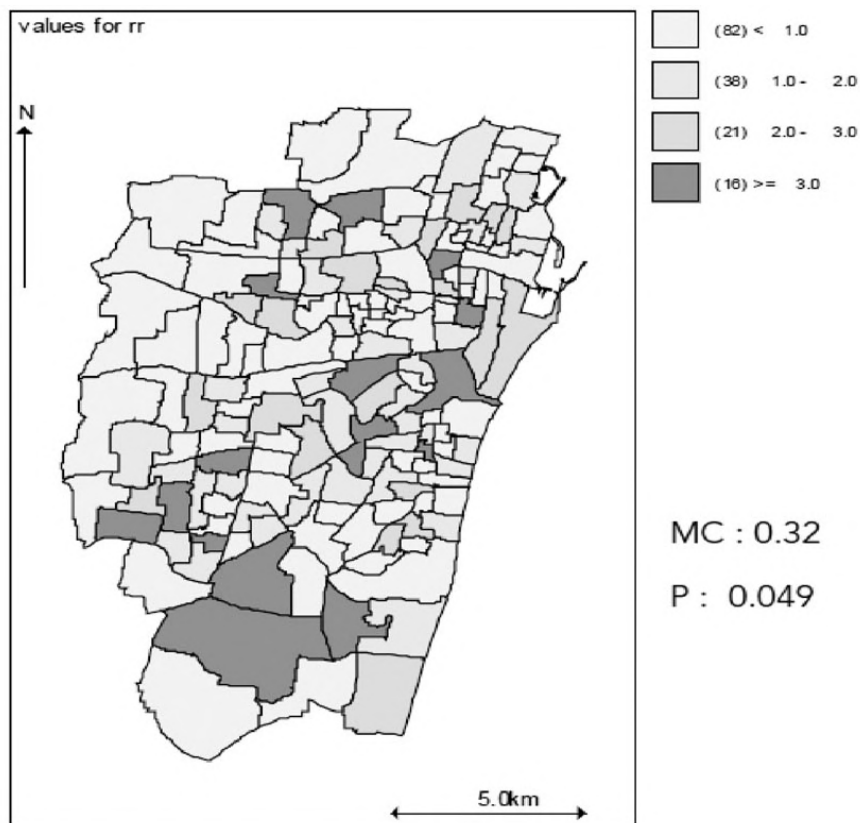 values for rr
N
(82) < 1.0
(38) 1.0 - 2.0
(21) 2.0 - 3.0
(16) >= 3.0
MC : 0.32
P : 0.049
5.0km